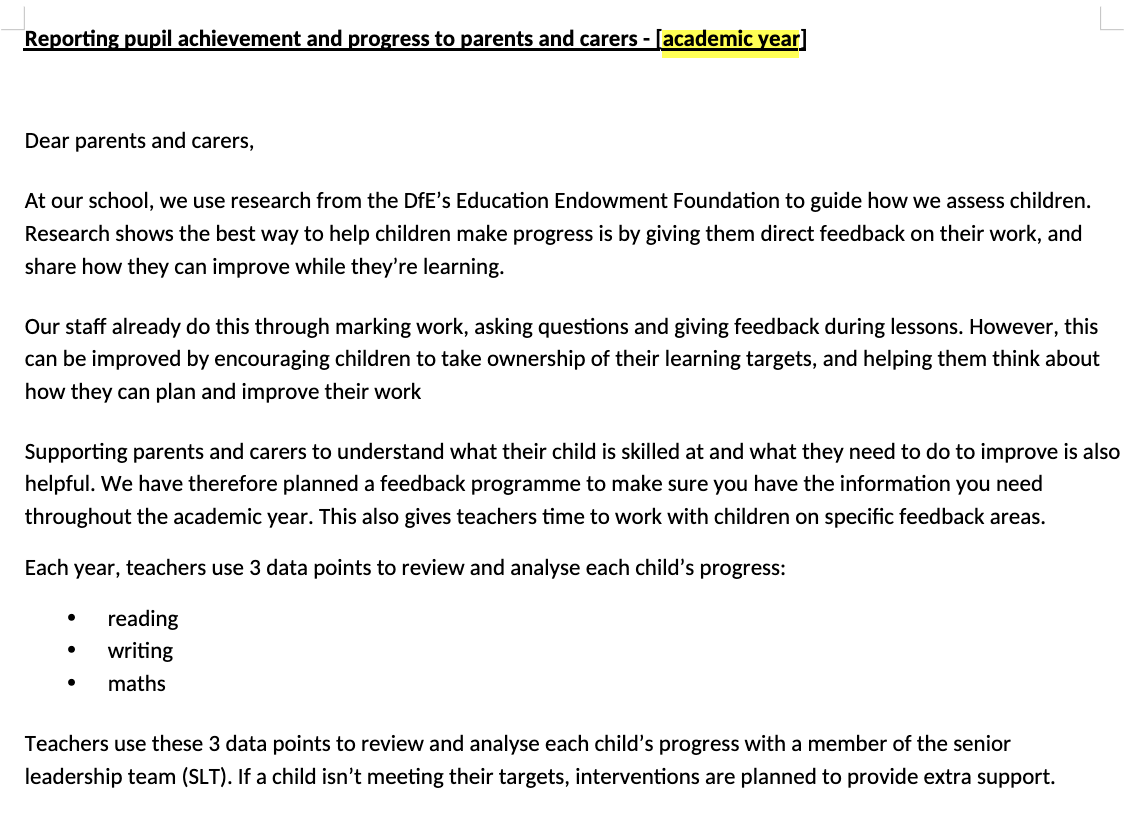 Reporting pupil achievement and progress to parents and carers - [academic year]
Dear parents and carers,
At our school, we use research from the DfE’s Education Endowment Foundation to guide how we assess children.
Research shows the best way to help children make progress is by giving them direct feedback on their work, and
share how they can improve while they’re learning.
Our staff already do this through marking work, asking questions and giving feedback during lessons. However, this
can be improved by encouraging children to take ownership of their learning targets, and helping them think about
how they can plan and improve their work
Supporting parents and carers to understand what their child is skilled at and what they need to do to improve is also
helpful. We have therefore planned a feedback programme to make sure you have the information you need
throughout the academic year. This also gives teachers time to work with children on specific feedback areas.
Each year, teachers use 3 data points to review and analyse each child’s progress:
• reading
• writing
• maths
Teachers use these 3 data points to review and analyse each child’s progress with a member of the senior
leadership team (SLT). If a child isn’t meeting their targets, interventions are planned to provide extra support.